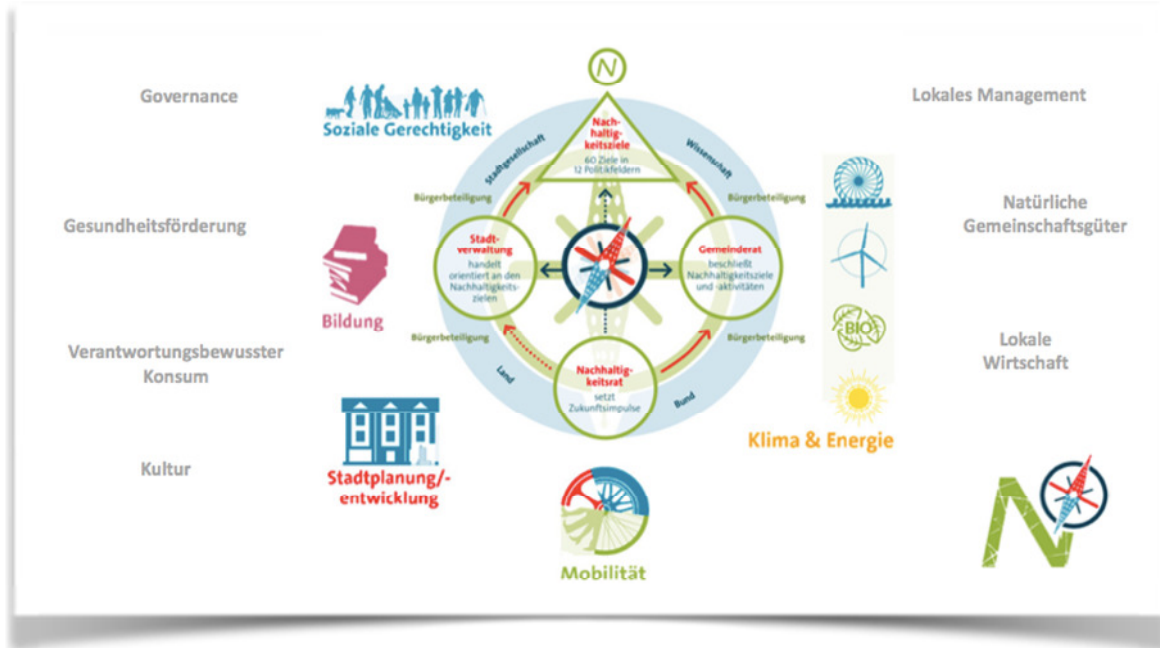 Governance
Soziale Gerechtigkeit
Lokales Management
N
Nach-
haltig-
keitsziele
60 Ziele in
12 Politikfeldern
Stadtgesellschaft
Wissenschaft
Bürgerbeteiligung
Bürgerbeteiligung
Gesundheitsförderung
Natürliche
Gemeinschaftsgüter
Stadt-
verwaltung
handelt
orientiert an den
Nachhaltigkeits-
zielen
Gemeinderat
beschließt
Nachhaltigkeitsziele
und -aktivitäten
Bildung
BIO
Bürgerbeteiligung
Bürgerbeteiligung
Verantwortungsbewusster
Konsum
Lokale
Wirtschaft
Land
Bund
Nachhaltig-
keitsrat
setzt
Zukunftsimpulse
Klima & Energie
Kultur
Stadtplanung/-
entwicklung
Mobilität
N